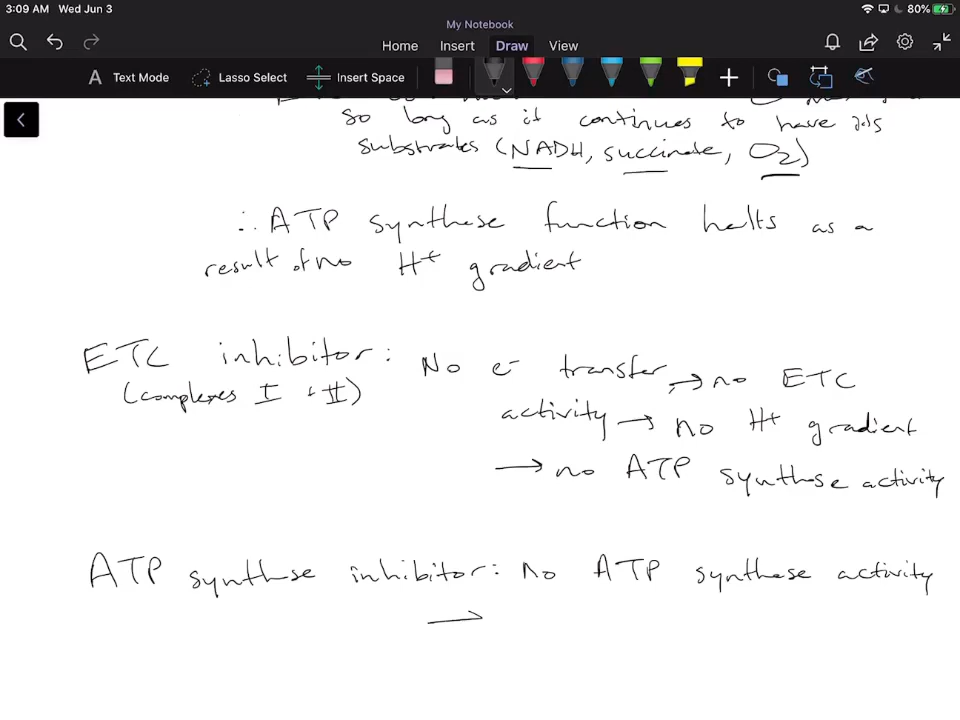 3:09 AM Wed Jun 3
80%
My Notebook
Home Insert Draw View
Text Mode Lasso Select Insert Space
so long as it continues to have its
substrates (NADH, succinate, O2)
∴ ATP synthase function halts as a
result of no H+ gradient
ETC inhibitor: No e- transfer → no ETC
(complexes I + II)
activity → no H+ gradient
→ no ATP synthase activity
ATP synthase inhibitor: no ATP synthase activity
→